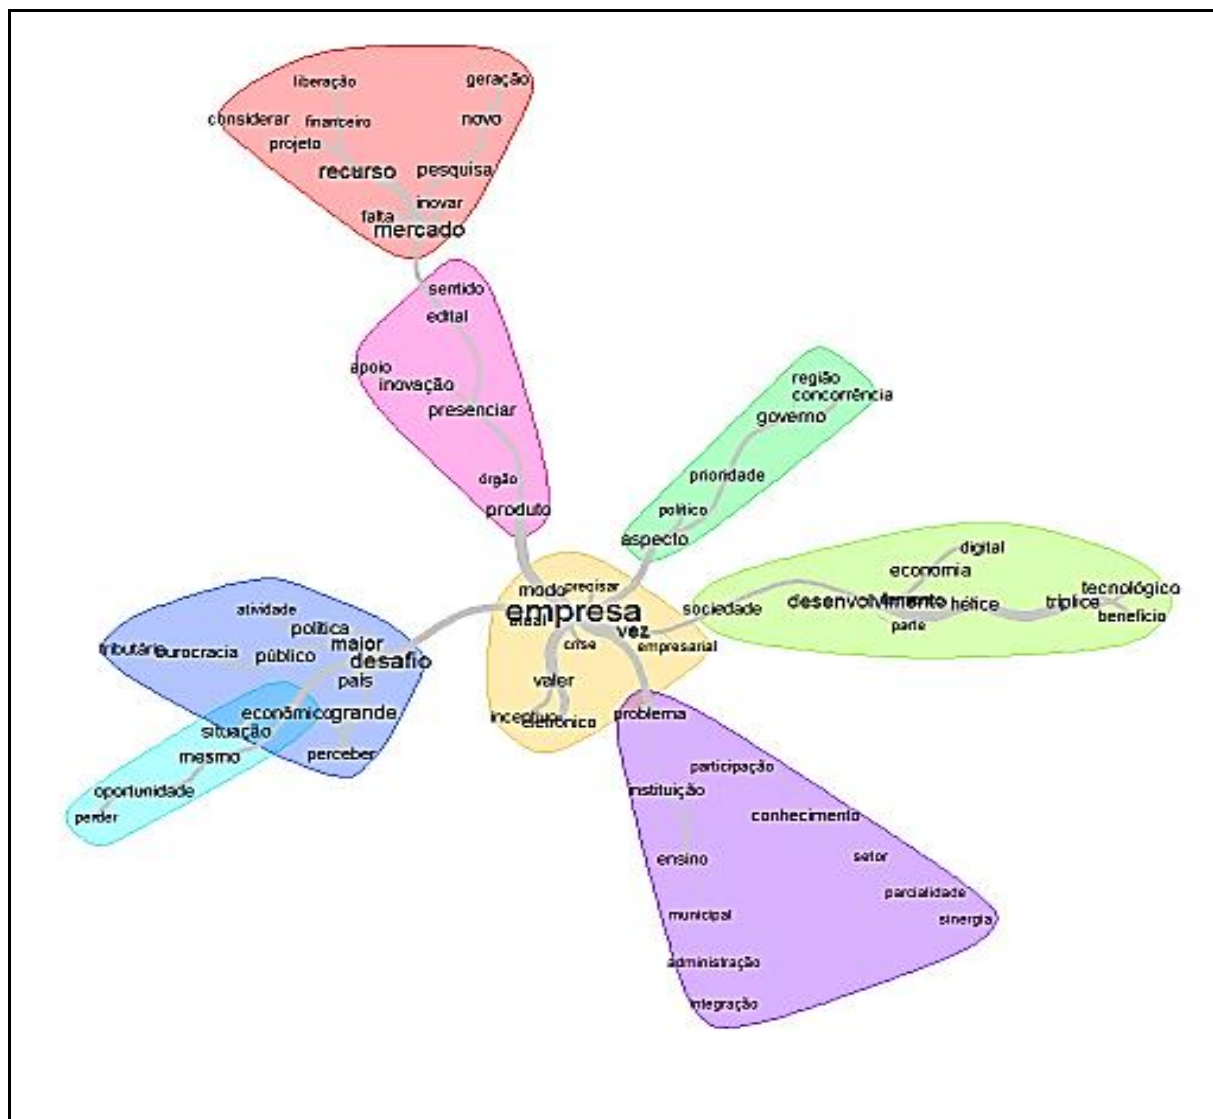 liberação
geração
considerar
financeiro
novo
projeto
recurso
pesquisa
inovar
falta
mercado
sentido
edital
apoio
inovação
presenciar
órgão
produto
região
concorrência
governo
prioridade
político
aspecto
digital
economia
tecnológico
desenvolvimento
hélice
tríplice
benefício
parte
sociedade
modo
precisar
empresa
vez
crise
empresarial
valer
eletrônico
atividade
política
maior
tributária
burocracia
público
desafio
país
econômico
grande
situação
mesmo
perceber
oportunidade
perder
problema
participação
instituição
conhecimento
ensino
setor
parcialidade
municipal
sinergia
administração
integração